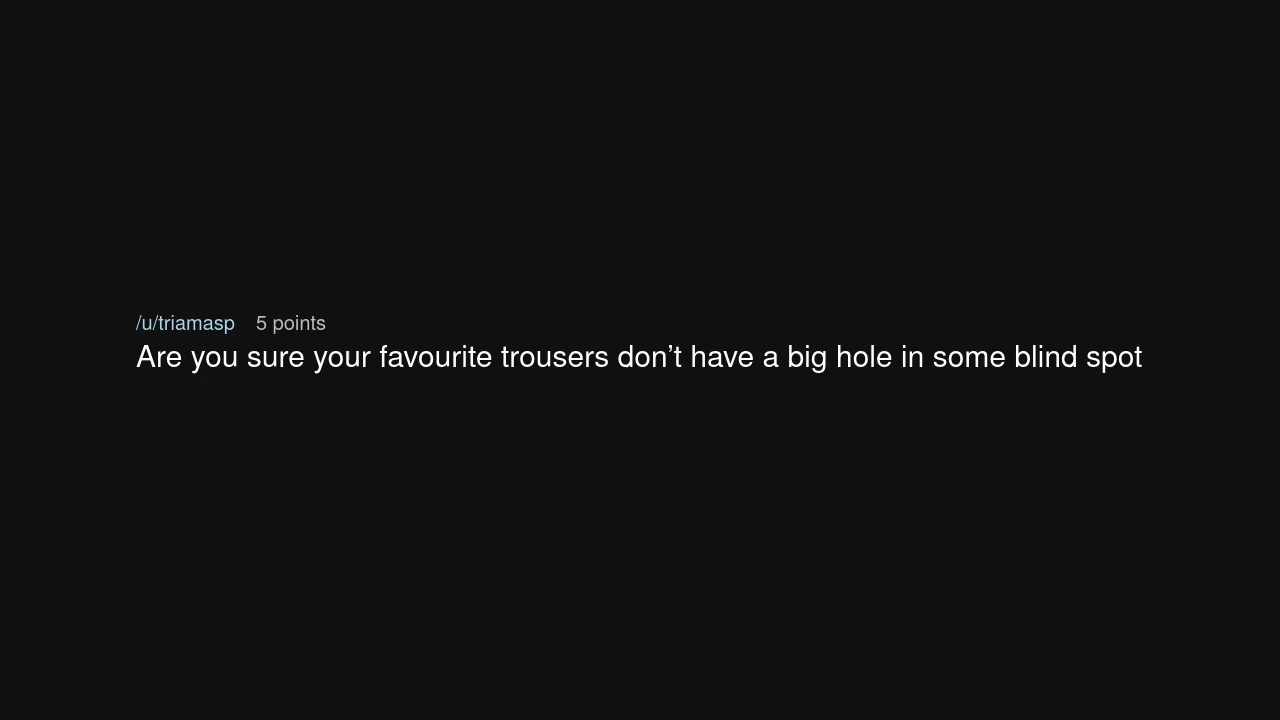 /u/triamasp 5 points
Are you sure your favourite trousers don’t have a big hole in some blind spot